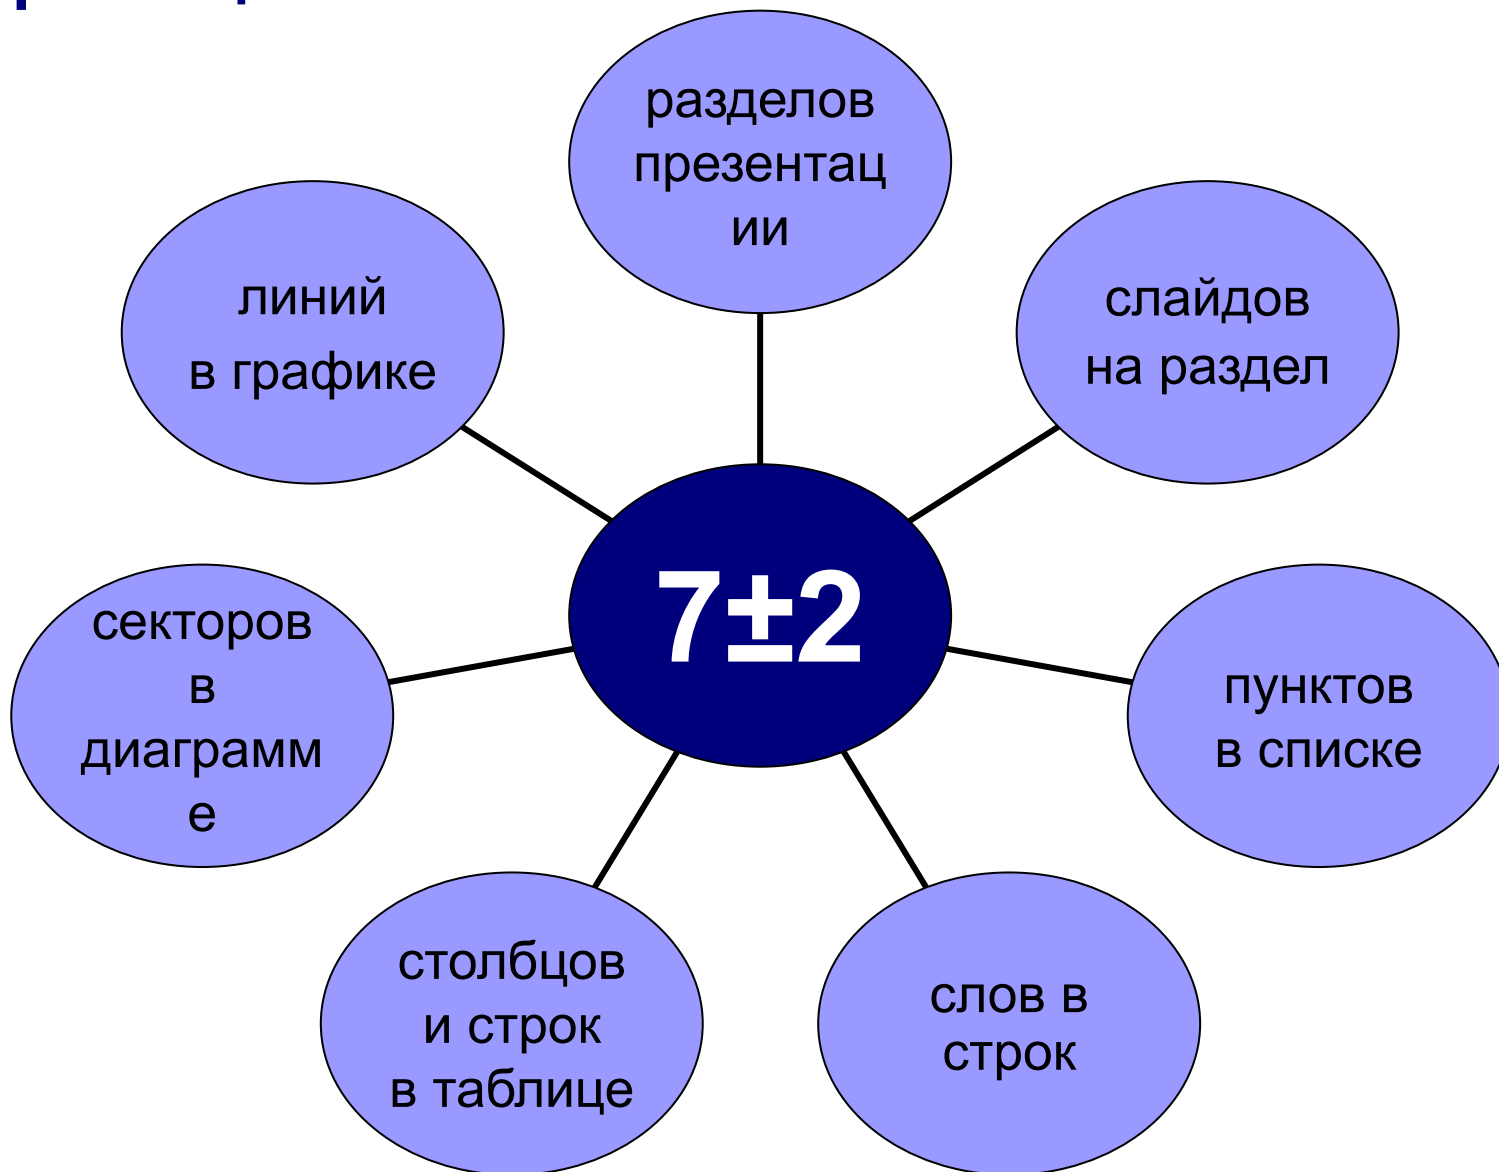 разделов
презентац
ии
линий
в графике
слайдов
на раздел
7±2
секторов
в
диаграмм
е
пунктов
в списке
столбцов
и строк
в таблице
слов в
строк